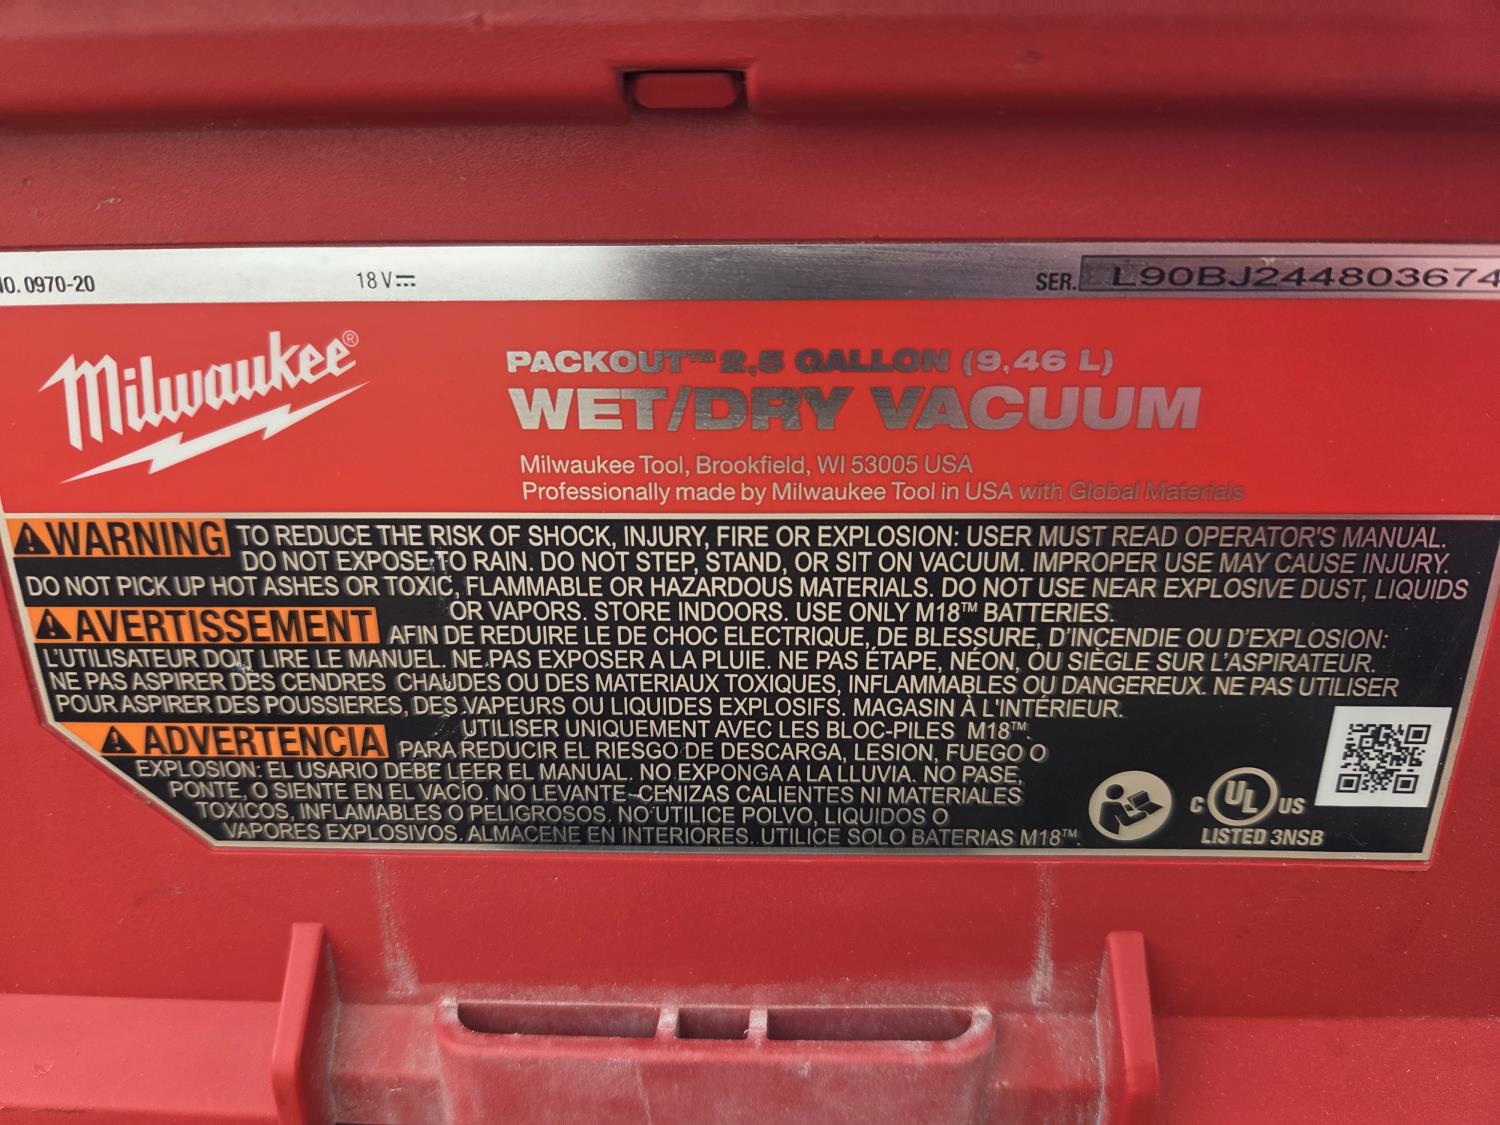 NO. 0970-20 18 V⎓ SER. L90BJ244803674
Milwaukee®
PACKOUT™ 2,5 GALLON (9,46 L)
WET/DRY VACUUM
Milwaukee Tool, Brookfield, WI 53005 USA
Professionally made by Milwaukee Tool in USA with Global Materials
⚠WARNING TO REDUCE THE RISK OF SHOCK, INJURY, FIRE OR EXPLOSION: USER MUST READ OPERATOR'S MANUAL.
DO NOT EXPOSE TO RAIN. DO NOT STEP, STAND, OR SIT ON VACUUM. IMPROPER USE MAY CAUSE INJURY.
DO NOT PICK UP HOT ASHES OR TOXIC, FLAMMABLE OR HAZARDOUS MATERIALS. DO NOT USE NEAR EXPLOSIVE DUST, LIQUIDS
OR VAPORS. STORE INDOORS. USE ONLY M18™ BATTERIES.
⚠AVERTISSEMENT AFIN DE REDUIRE LE DE CHOC ELECTRIQUE, DE BLESSURE, D'INCENDIE OU D'EXPLOSION:
L'UTILISATEUR DOIT LIRE LE MANUEL. NE PAS EXPOSER A LA PLUIE. NE PAS ÉTAPE, NÉON, OU SIÈGLE SUR L'ASPIRATEUR.
NE PAS ASPIRER DES CENDRES CHAUDES OU DES MATERIAUX TOXIQUES, INFLAMMABLES OU DANGEREUX. NE PAS UTILISER
POUR ASPIRER DES POUSSIERES, DES VAPEURS OU LIQUIDES EXPLOSIFS. MAGASIN À L'INTÉRIEUR.
UTILISER UNIQUEMENT AVEC LES BLOC-PILES M18™.
⚠ADVERTENCIA PARA REDUCIR EL RIESGO DE DESCARGA, LESION, FUEGO O
EXPLOSION: EL USARIO DEBE LEER EL MANUAL. NO EXPONGA A LA LLUVIA. NO PASE,
PONTE, O SIENTE EN EL VACÍO. NO LEVANTE CENIZAS CALIENTES NI MATERIALES
TOXICOS, INFLAMABLES O PELIGROSOS. NO UTILICE POLVO, LIQUIDOS O
VAPORES EXPLOSIVOS. ALMACENE EN INTERIORES. UTILICE SOLO BATERIAS M18™.
C UL US
LISTED 3NSB